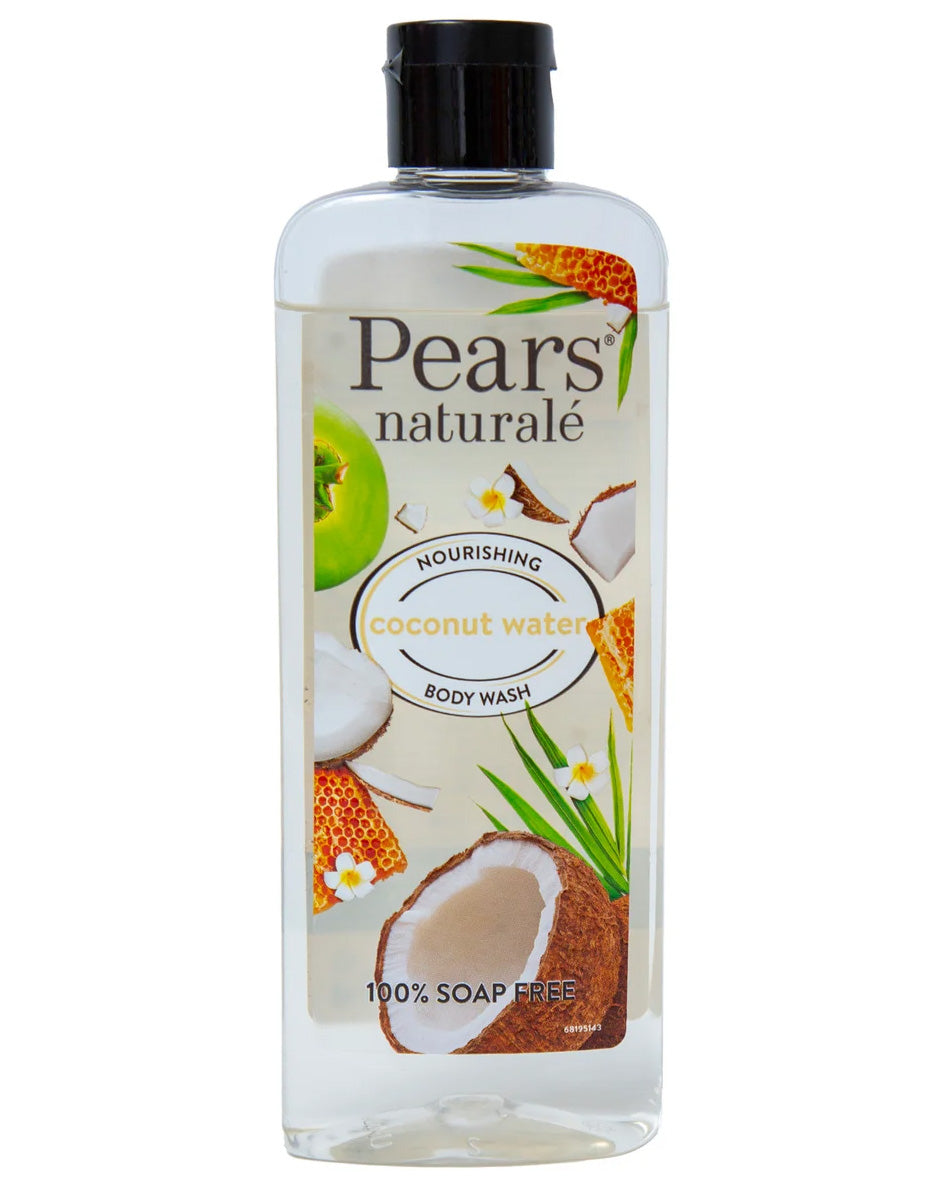 Pears®
naturalé
NOURISHING
coconut water
BODY WASH
100% SOAP FREE
68195143